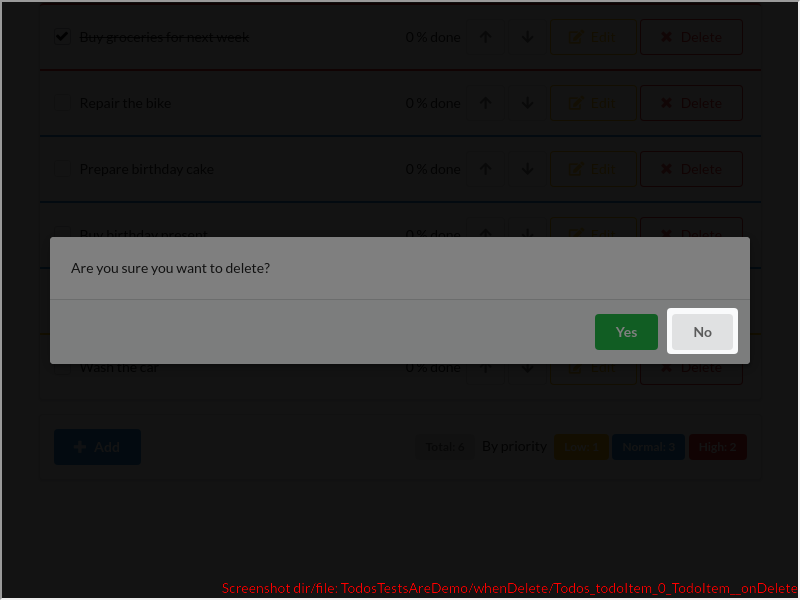 Buy groceries for next week 0 % done Edit Delete
Repair the bike 0 % done Edit Delete
Prepare birthday cake 0 % done Edit Delete
Buy birthday present 0 % done Edit Delete
Are you sure you want to delete?
Yes No
Wash the car 0 % done Edit Delete
Add Total: 6 By priority Low: 1 Normal: 3 High: 2
Screenshot dir/file: TodosTestsAreDemo/whenDelete/Todos_todoItem_0_TodoItem__onDelete